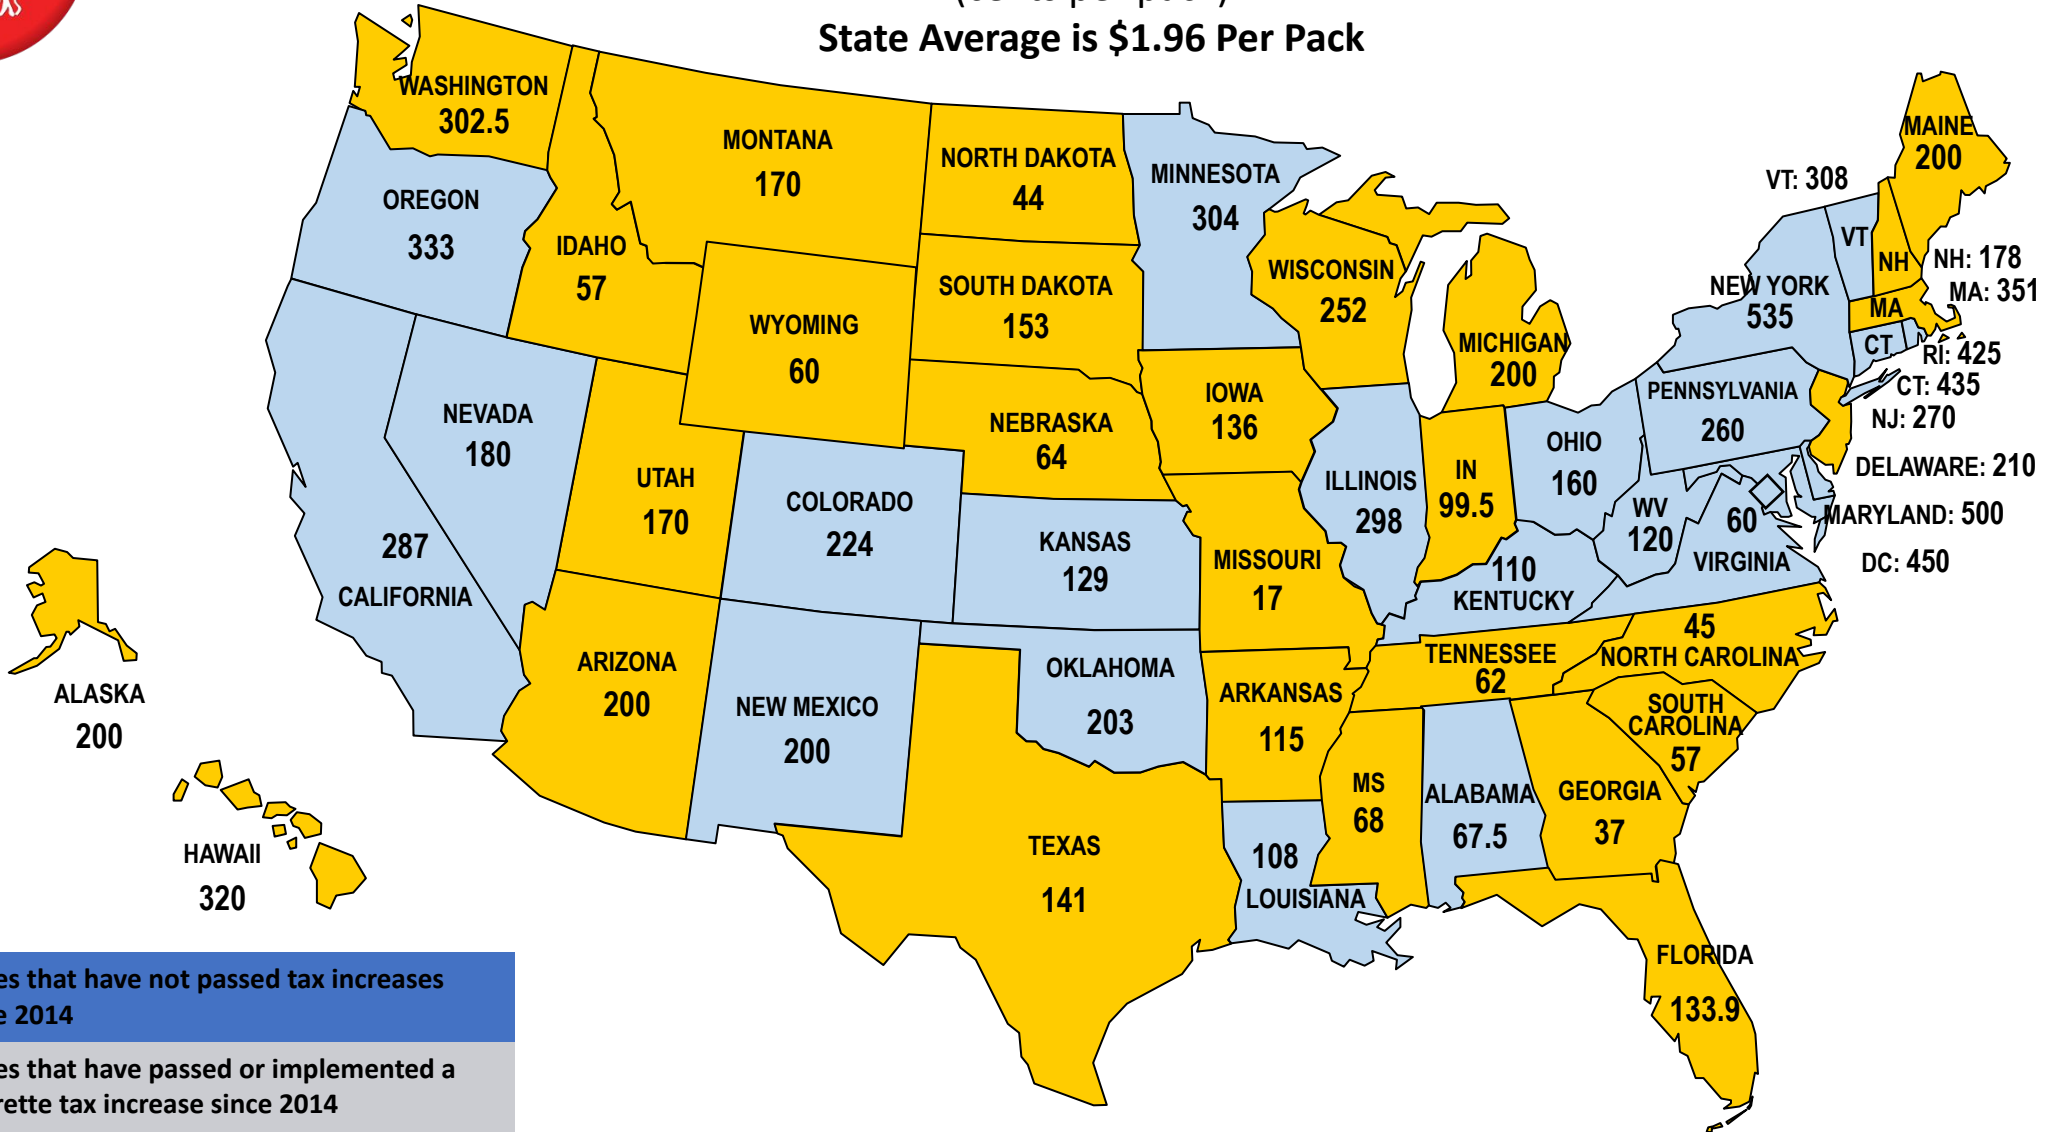 State Average is $1.96 Per Pack
WASHINGTON
302.5
MONTANA
170
NORTH DAKOTA
44
MINNESOTA
304
MAINE
200
VT: 308
OREGON
333
IDAHO
57
VT
NH
NH: 178
MA: 351
WISCONSIN
252
SOUTH DAKOTA
153
NEW YORK
535
MA
WYOMING
60
MICHIGAN
200
CT
RI: 425
CT: 435
NJ: 270
PENNSYLVANIA
260
IOWA
136
NEVADA
180
NEBRASKA
64
OHIO
160
DELAWARE: 210
UTAH
170
COLORADO
224
ILLINOIS
298
IN
99.5
WV
120
60
VIRGINIA
MARYLAND: 500
DC: 450
287
CALIFORNIA
KANSAS
129
MISSOURI
17
110
KENTUCKY
ARIZONA
200
NEW MEXICO
200
OKLAHOMA
203
ARKANSAS
115
TENNESSEE
62
45
NORTH CAROLINA
SOUTH
CAROLINA
57
ALASKA
200
HAWAII
320
TEXAS
141
108
LOUISIANA
MS
68
ALABAMA
67.5
GEORGIA
37
FLORIDA
133.9
that have not passed tax increases
2014
that have passed or implemented a
tax increase since 2014